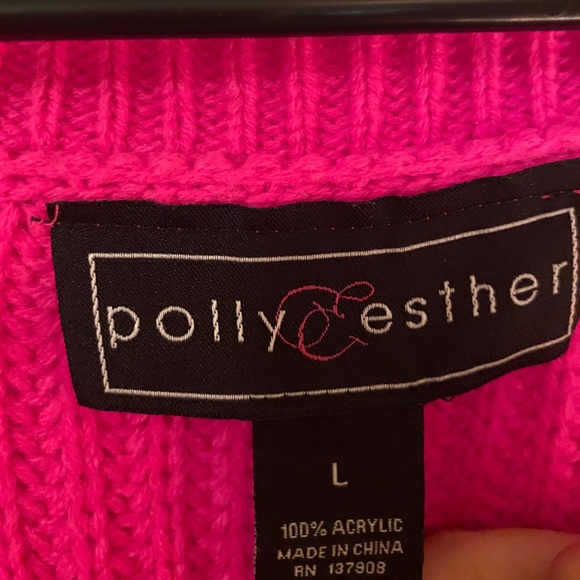 polly & esther
L
100% ACRYLIC
MADE IN CHINA
RN 137908